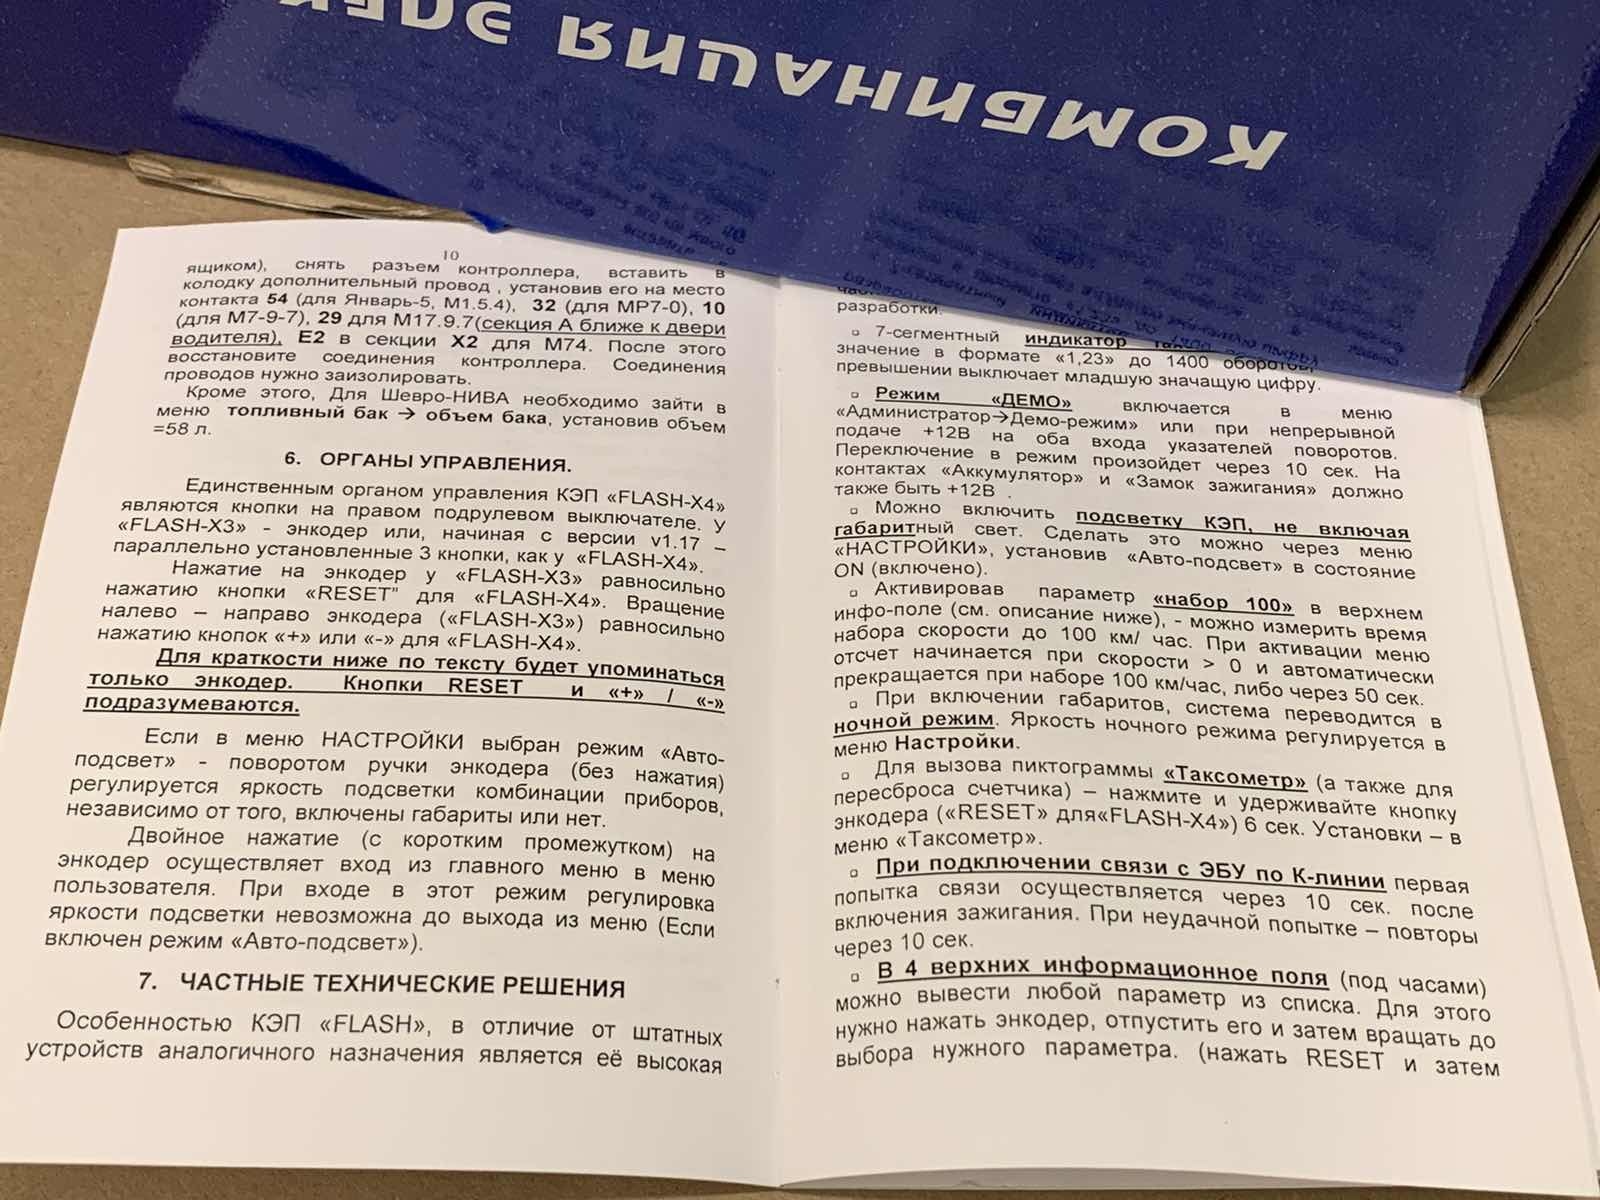 КОМБИНАЦИЯ
10
ящиком), снять разъем контроллера, вставить в
колодку дополнительный провод , установив его на место
контакта 54 (для Январь-5, М1.5.4), 32 (для МР7-0), 10
(для М7-9-7), 29 для М17.9.7(секция А ближе к двери
водителя), Е2 в секции Х2 для М74. После этого
восстановите соединения контроллера. Соединения
проводов нужно заизолировать.
Кроме этого, Для Шевро-НИВА необходимо зайти в
меню топливный бак → объем бака, установив объем
=58 л.
6. ОРГАНЫ УПРАВЛЕНИЯ.
Единственным органом управления КЭП «FLASH-X4»
являются кнопки на правом подрулевом выключателе. У
«FLASH-X3» - энкодер или, начиная с версии v1.17 –
параллельно установленные 3 кнопки, как у «FLASH-X4».
Нажатие на энкодер у «FLASH-X3» равносильно
нажатию кнопки «RESET” для «FLASH-X4». Вращение
налево – направо энкодера («FLASH-X3») равносильно
нажатию кнопок «+» или «-» для «FLASH-X4».
Для краткости ниже по тексту будет упоминаться
только энкодер. Кнопки RESET и «+» / «-»
подразумеваются.
Если в меню НАСТРОЙКИ выбран режим «Авто-
подсвет» - поворотом ручки энкодера (без нажатия)
регулируется яркость подсветки комбинации приборов,
независимо от того, включены габариты или нет.
Двойное нажатие (с коротким промежутком) на
энкодер осуществляет вход из главного меню в меню
пользователя. При входе в этот режим регулировка
яркости подсветки невозможна до выхода из меню (Если
включен режим «Авто-подсвет»).
7. ЧАСТНЫЕ ТЕХНИЧЕСКИЕ РЕШЕНИЯ
Особенностью КЭП «FLASH», в отличие от штатных
устройств аналогичного назначения является её высокая
разработки.
▫ 7-сегментный индикатор
значение в формате «1,23» до 1400 оборотов,
превышении выключает младшую значащую цифру.
▫ Режим «ДЕМО» включается в меню
«Администратор→Демо-режим» или при непрерывной
подаче +12В на оба входа указателей поворотов.
Переключение в режим произойдет через 10 сек. На
контактах «Аккумулятор» и «Замок зажигания» должно
также быть +12В .
▫ Можно включить подсветку КЭП, не включая
габаритный свет. Сделать это можно через меню
«НАСТРОЙКИ», установив «Авто-подсвет» в состояние
ON (включено).
▫ Активировав параметр «набор 100» в верхнем
инфо-поле (см. описание ниже), - можно измерить время
набора скорости до 100 км/ час. При активации меню
отсчет начинается при скорости > 0 и автоматически
прекращается при наборе 100 км/час, либо через 50 сек.
▫ При включении габаритов, система переводится в
ночной режим. Яркость ночного режима регулируется в
меню Настройки.
▫ Для вызова пиктограммы «Таксометр» (а также для
пересброса счетчика) – нажмите и удерживайте кнопку
энкодера («RESET» для«FLASH-X4») 6 сек. Установки – в
меню «Таксометр».
▫ При подключении связи с ЭБУ по К-линии первая
попытка связи осуществляется через 10 сек. после
включения зажигания. При неудачной попытке – повторы
через 10 сек.
▫ В 4 верхних информационное поля (под часами)
можно вывести любой параметр из списка. Для этого
нужно нажать энкодер, отпустить его и затем вращать до
выбора нужного параметра. (нажать RESET и затем